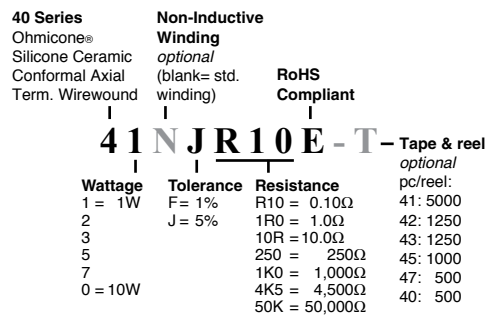 40 Series
Ohmicone®
Silicone Ceramic
Conformal Axial
Term. Wirewound
Non-Inductive
Winding
optional
(blank= std.
winding)
RoHS
Compliant
41NJR10E-T
Tape & reel
optional
pc/reel:
41: 5000
42: 1250
43: 1250
45: 1000
47: 500
40: 500
Wattage
1 = 1W
2
3
5
7
0 = 10W
Tolerance
F= 1%
J= 5%
Resistance
R10 = 0.10Ω
1R0 = 1.0Ω
10R =10.0Ω
250 = 250Ω
1K0 = 1,000Ω
4K5 = 4,500Ω
50K = 50,000Ω